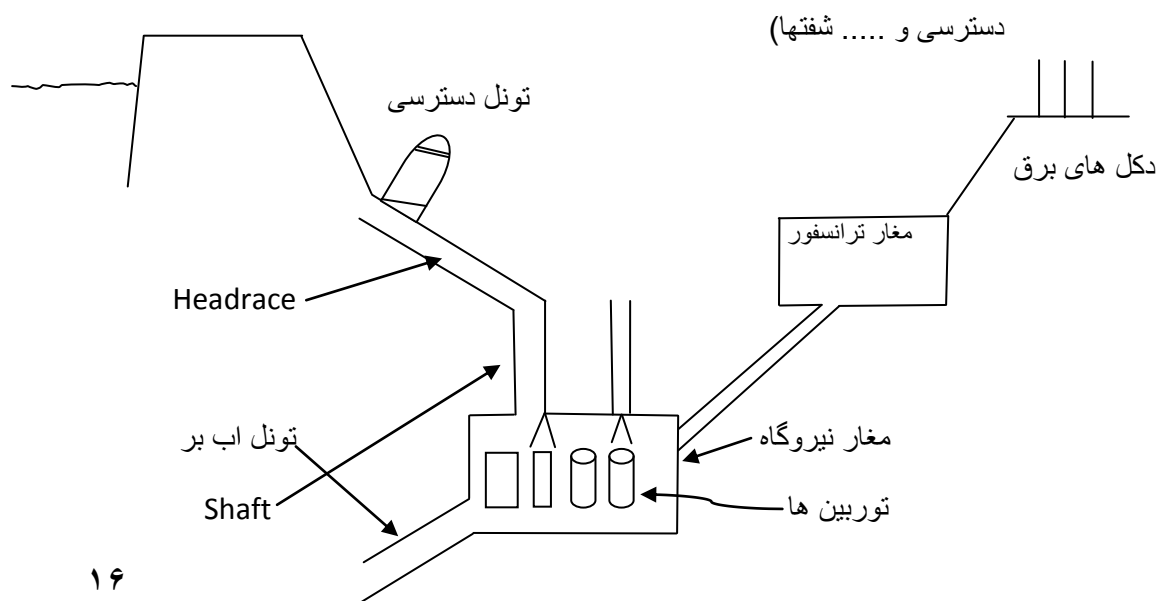 دسترسی و ..... شفتها)
تونل دسترسی
دکل های برق
مغار ترانسفور
Headrace
تونل اب بر
مغار نیروگاه
Shaft
توربین ها
۱۶